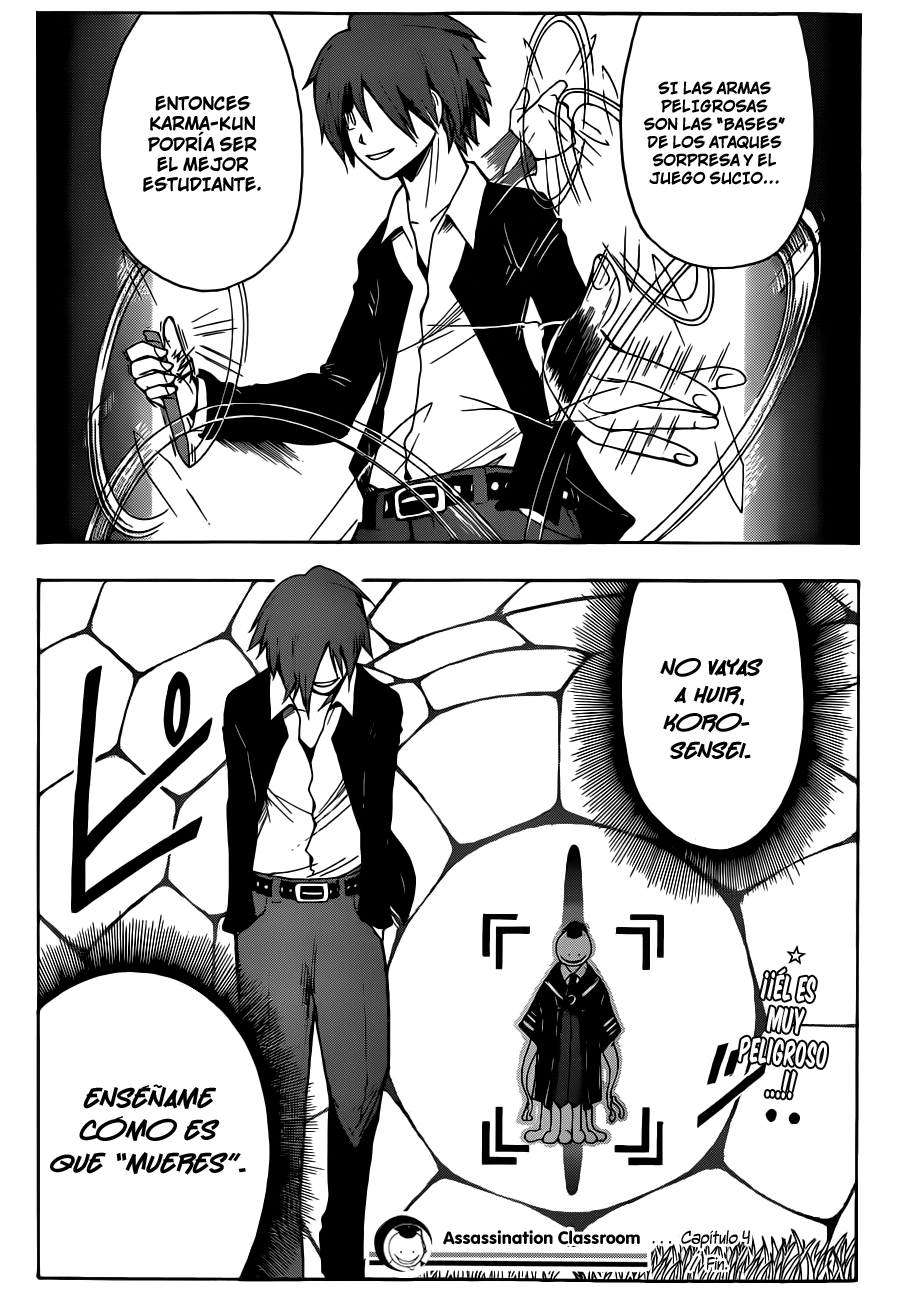 SI LAS ARMAS
PELIGROSAS
SON LAS "BASES"
DE LOS ATAQUES
SORPRESA Y EL
JUEGO SUCIO...
ENTONCES
KARMA-KUN
PODRÍA SER
EL MEJOR
ESTUDIANTE.
NO VAYAS
A HUIR,
KORO-
SENSEI.
ピッ
☆
¡¡ÉL ES
MUY
PELIGROSO
...!!
ENSÉÑAME
CÓMO ES
QUE "MUERES".
Assassination Classroom ... Capítulo 4
Fin.